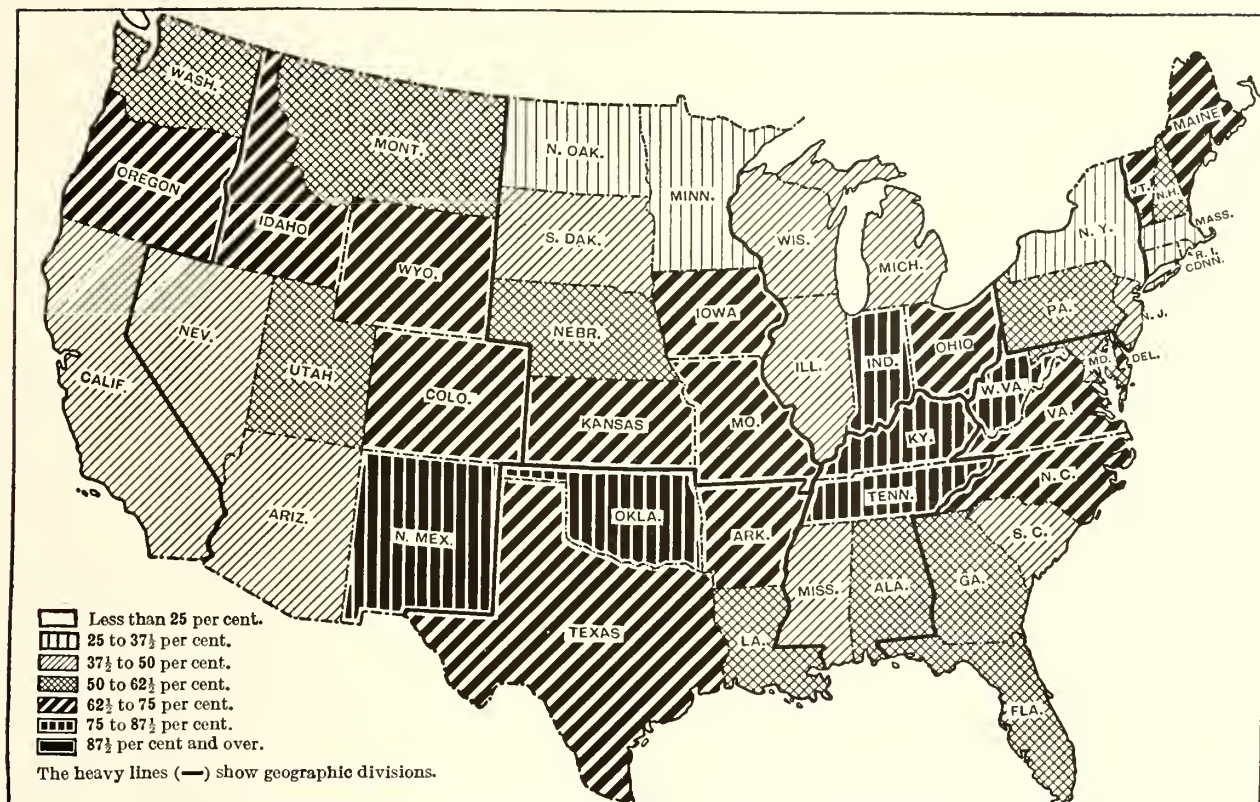 WASH.
MONT.
N. OAK.
MINN.
MAINE
OREGON
IDAHO
VT.
N.H.
S. DAK.
WIS.
MICH.
N.Y.
MASS.
WYO.
R. I.
CONN.
IOWA
NEBR.
PA.
N. J.
NEV.
UTAH
ILL.
IND.
OHIO
MD.
DEL.
CALIF.
COLO.
KANSAS
MO.
W.VA.
VA.
KY.
ARIZ.
N. MEX.
OKLA.
ARK.
TENN.
N.C.
S. C.
MISS.
ALA.
GA.
TEXAS
LA.
FLA.
Less than 25 per cent.
25 to 37½ per cent.
37½ to 50 per cent.
50 to 62½ per cent.
62½ to 75 per cent.
75 to 87½ per cent.
87½ per cent and over.
The heavy lines (—) show geographic divisions.